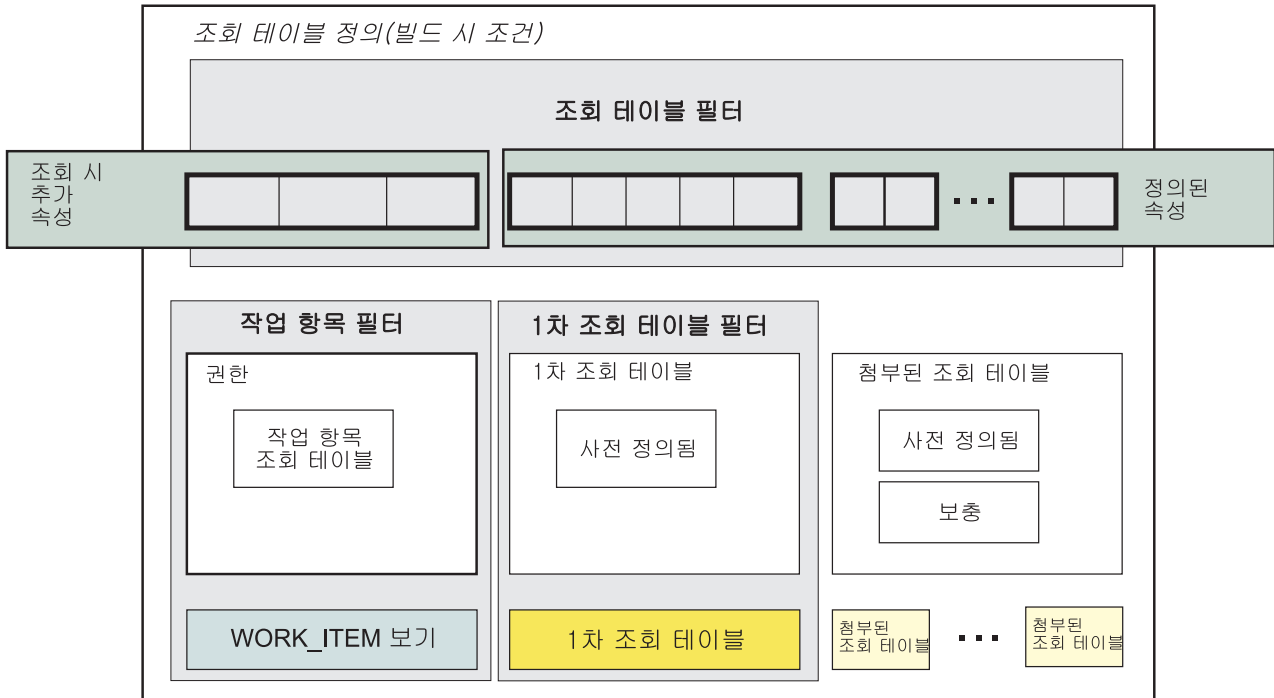 조회 테이블 정의(빌드 시 조건)
조회 테이블 필터
조회 시
추가
속성
정의된
속성
작업 항목 필터
1차 조회 테이블 필터
권한
1차 조회 테이블
첨부된 조회 테이블
작업 항목
조회 테이블
사전 정의됨
사전 정의됨
보충
WORK_ITEM 보기
1차 조회 테이블
첨부된
조회 테이블
첨부된
조회 테이블